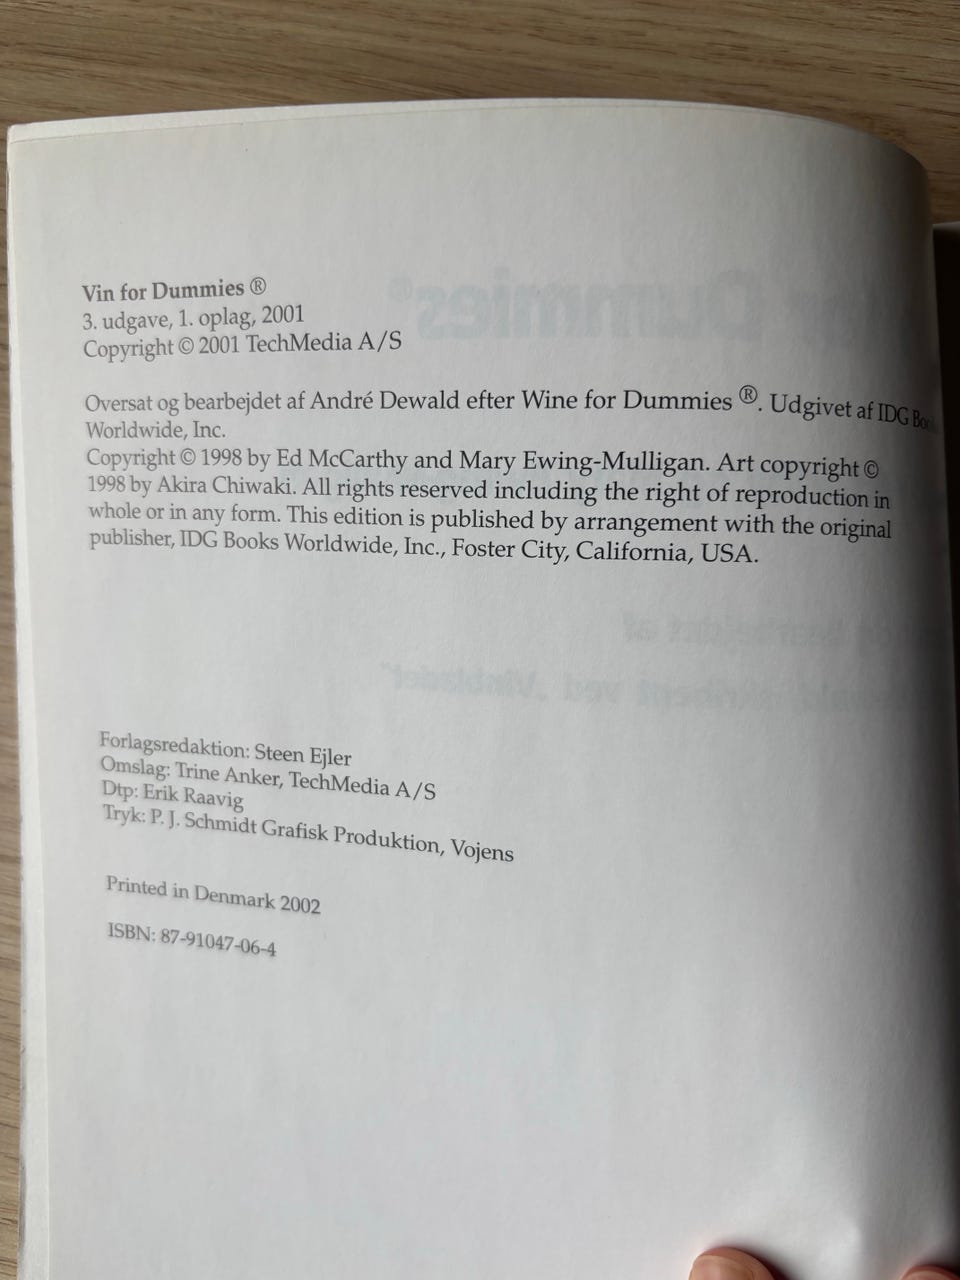 Vin for Dummies ®
3. udgave, 1. oplag, 2001
Copyright © 2001 TechMedia A/S
Oversat og bearbejdet af André Dewald efter Wine for Dummies ®. Udgivet af IDG
Worldwide, Inc.
Copyright © 1998 by Ed McCarthy and Mary Ewing-Mulligan. Art copyright ©
1998 by Akira Chiwaki. All rights reserved including the right of reproduction in
whole or in any form. This edition is published by arrangement with the original
publisher, IDG Books Worldwide, Inc., Foster City, California, USA.
Forlagsredaktion: Steen Ejler
Omslag: Trine Anker, TechMedia A/S
Dtp: Erik Raavig
Tryk: P. J. Schmidt Grafisk Produktion, Vojens
Printed in Denmark 2002
ISBN: 87-91047-06-4